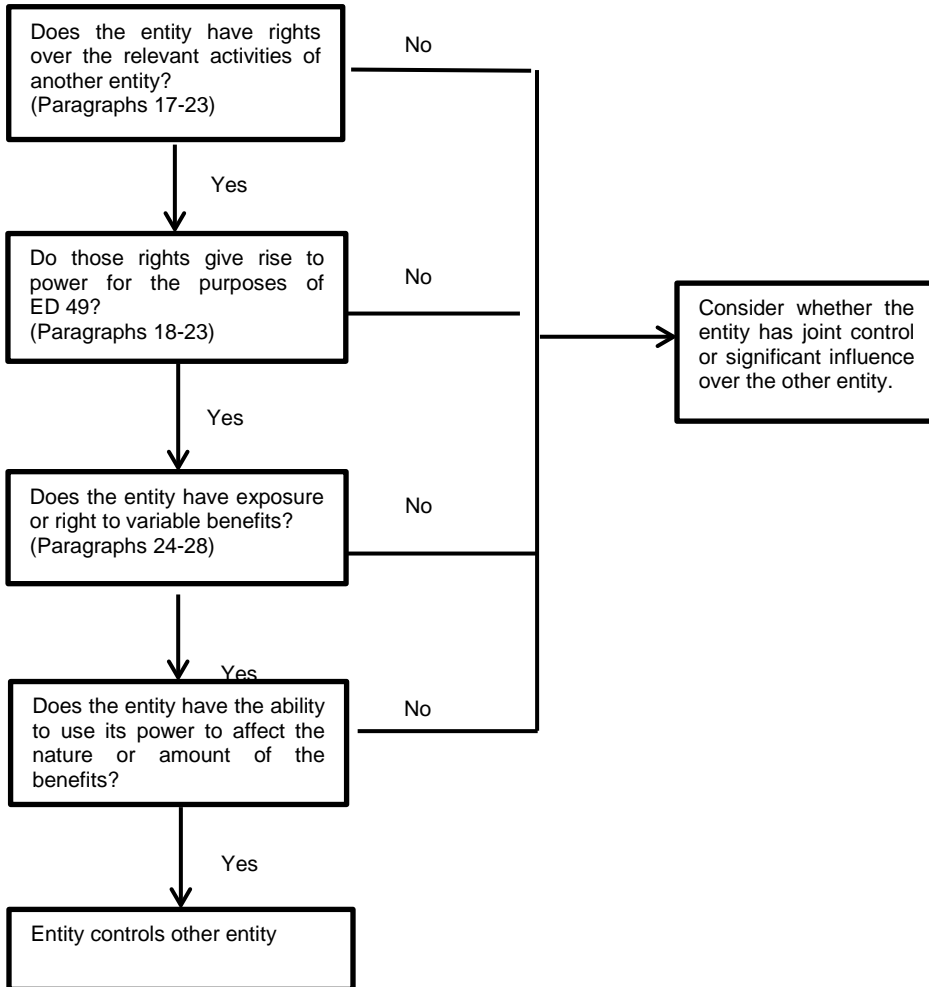 Does the entity have rights
over the relevant activities of
another entity?
(Paragraphs 17-23)
No
Yes
Do those rights give rise to
power for the purposes of
ED 49?
(Paragraphs 18-23)
No
Consider whether the
entity has joint control
or significant influence
over the other entity.
Yes
Does the entity have exposure
or right to variable benefits?
(Paragraphs 24-28)
No
Yes
Does the entity have the ability
to use its power to affect the
nature or amount of the
benefits?
No
Yes
Entity controls other entity